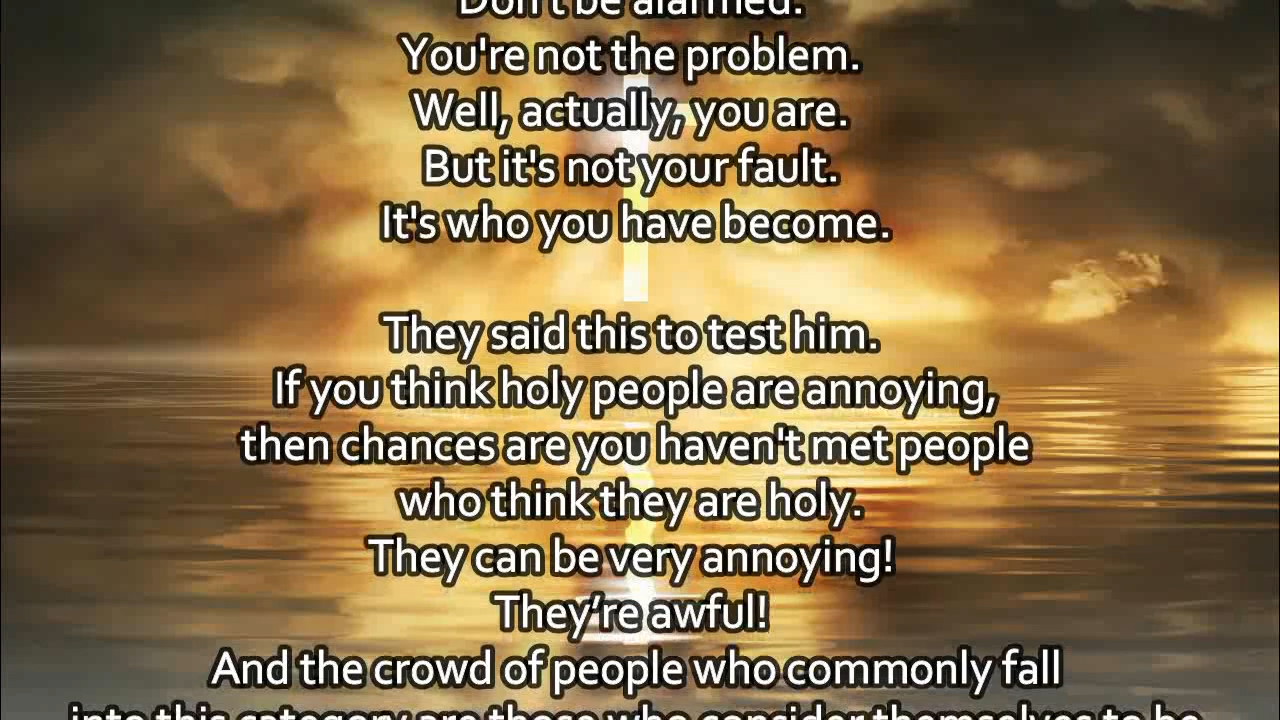 Don't be alarmed.
You're not the problem.
Well, actually, you are.
But it's not your fault.
It's who you have become.
They said this to test him.
If you think holy people are annoying,
then chances are you haven't met people
who think they are holy.
They can be very annoying!
They’re awful!
And the crowd of people who commonly fall
into this category are those who consider themselves to be